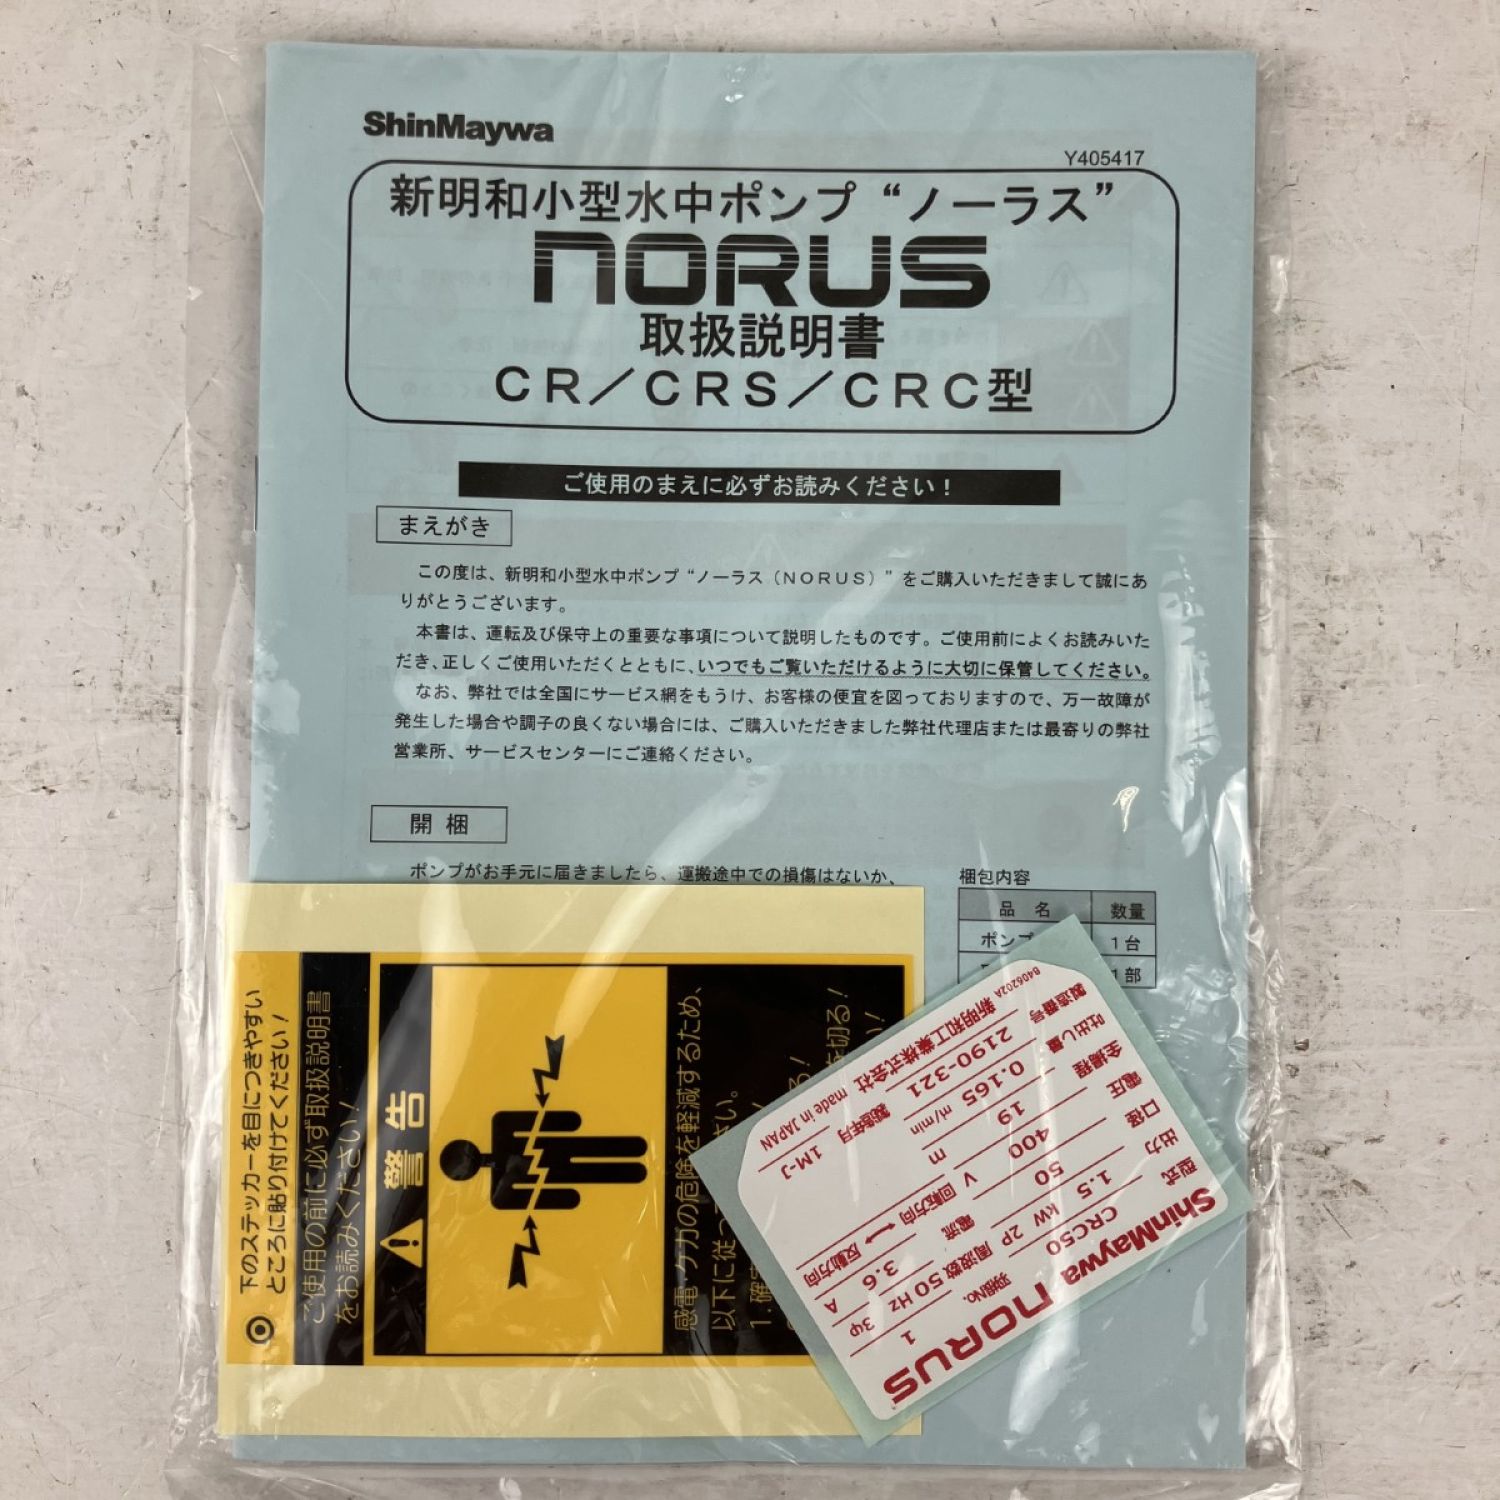 ShinMaywa
Y405417
新明和小型水中ポンプ“ノーラス”
NORUS
取扱説明書
CR／CRS／CRC型
ご使用のまえに必ずお読みください！
まえがき
この度は、新明和小型水中ポンプ“ノーラス（NORUS）”をご購入いただきまして誠にあ
りがとうございます。
本書は、運転及び保守上の重要な事項について説明したものです。ご使用前によくお読みいた
だき、正しくご使用いただくとともに、いつでもご覧いただけるように大切に保管してください。
なお、弊社では全国にサービス網をもうけ、お客様の便宜を図っておりますので、万一故障が
発生した場合や調子の良くない場合には、ご購入いただきました弊社代理店または最寄りの弊社
営業所、サービスセンターにご連絡ください。
開梱
ポンプがお手元に届きましたら、運搬途中での損傷はないか、
梱包内容
品名 数量
ポンプ 1台
1部
◎ 下のステッカーを目につきやすい
ところに貼り付けてください！
ご使用の前に必ず取扱説明書
をお読みください！
警告
感電・ケガの危険を軽減するため、
以下に従っ
さい。
1. 確
る！
を切る！
い！
ShinMaywa NORUS
型式 CRC50 羽根No. 1
出力 1.5 kW 2P 周波数 50 Hz 3φ
口径 50 電流 3.6 A
電圧 400 V 回転方向 反動方向
全揚程 19 m
吐出し量 0.165 m³/min 製造年月 1M-J
製造番号 2190-321
B406202A 新明和工業株式会社 made in JAPAN